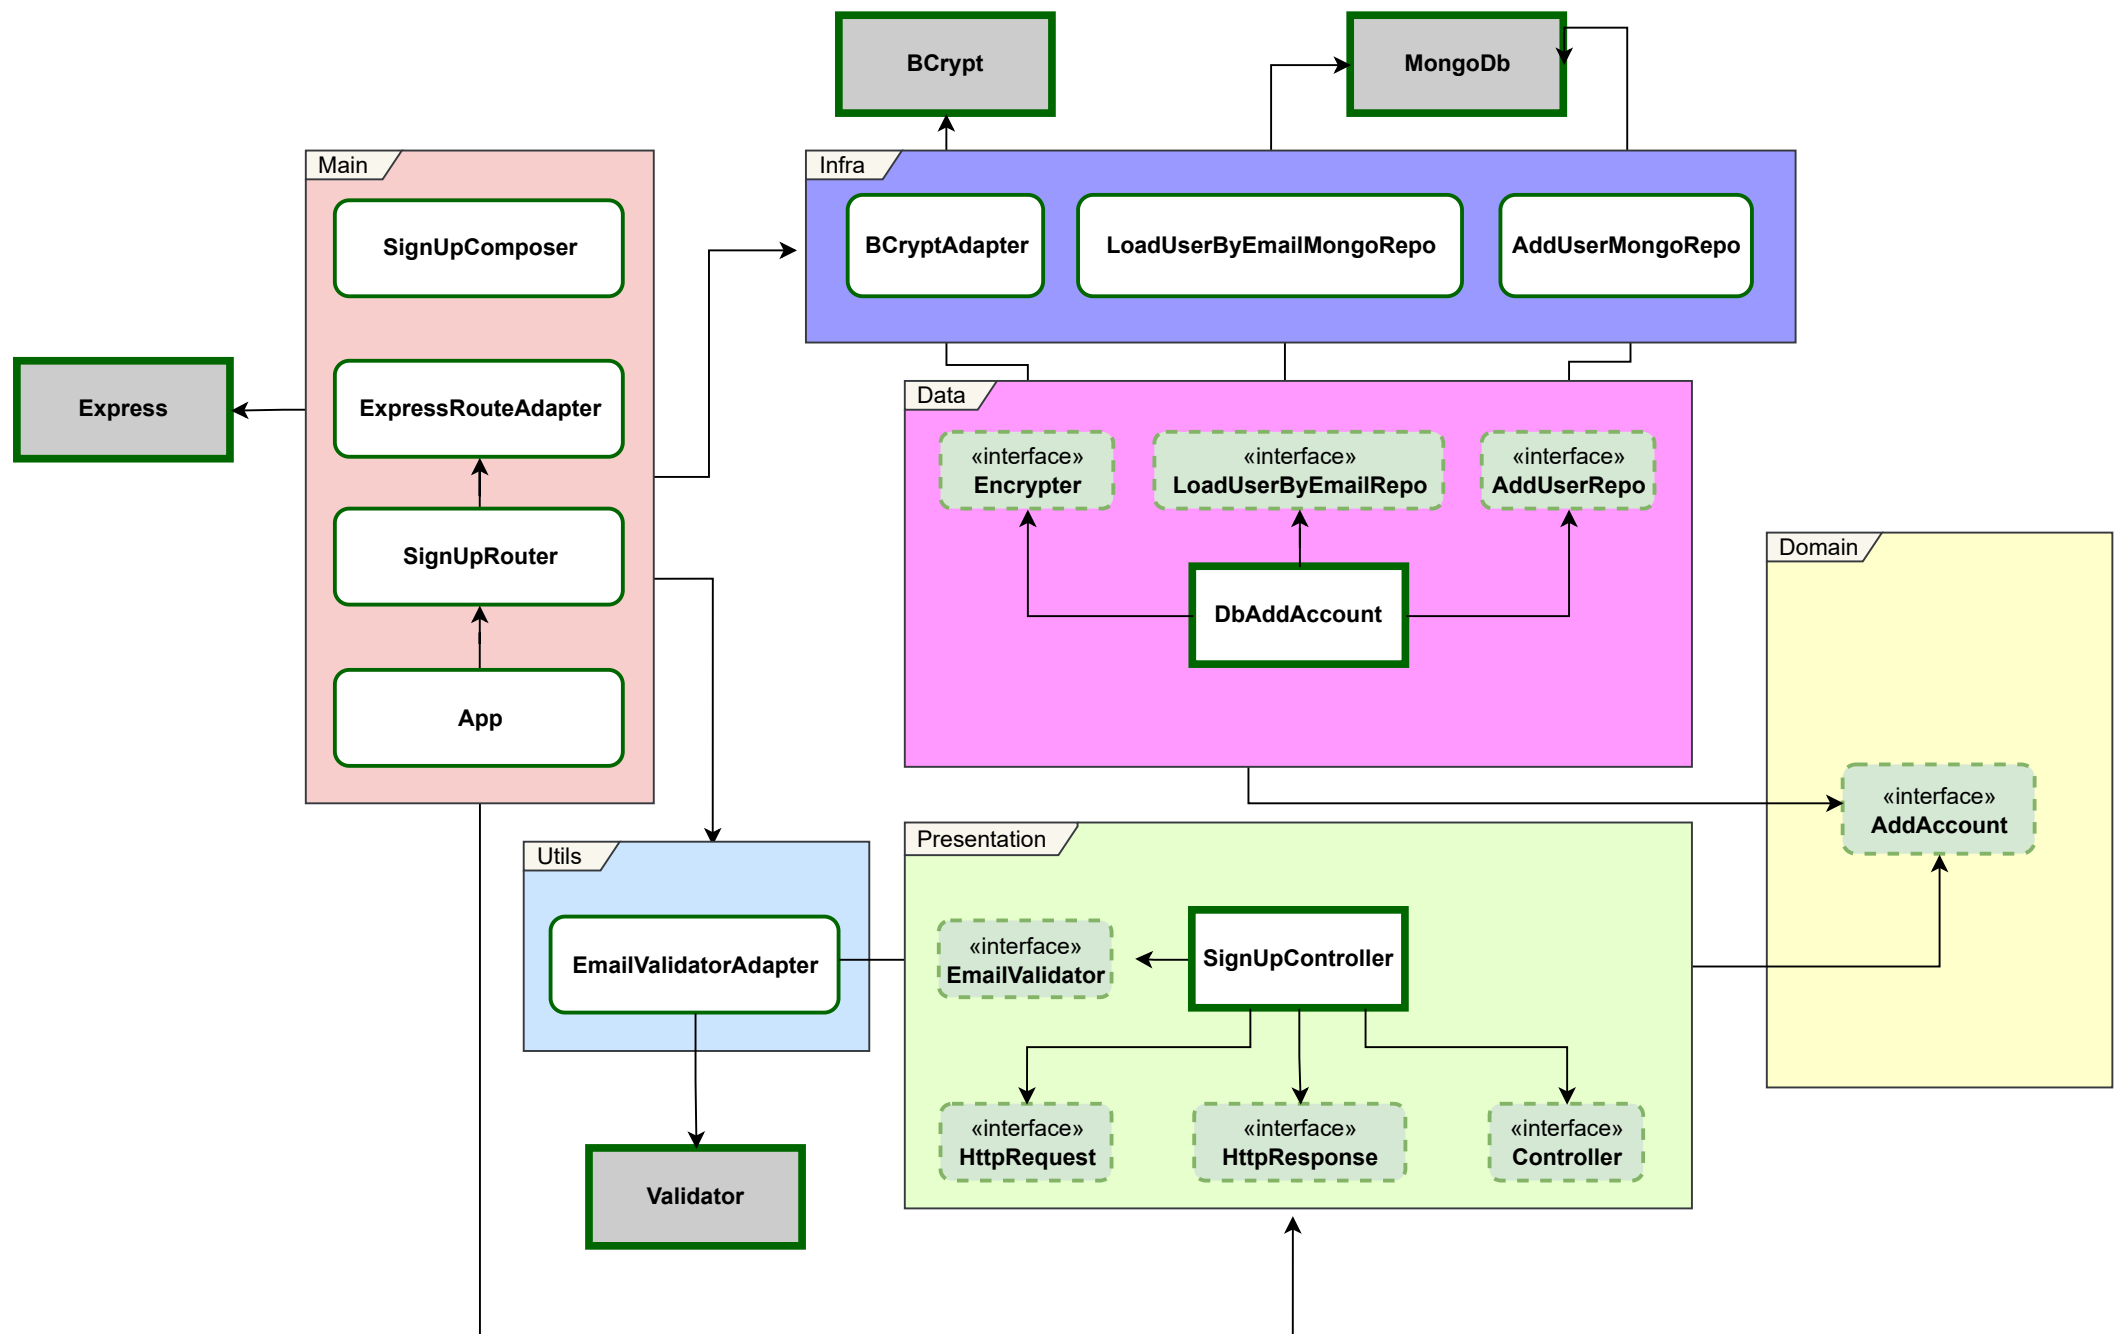 BCrypt
MongoDb
Main
SignUpComposer
ExpressRouteAdapter
SignUpRouter
App
Express
Infra
BCryptAdapter
LoadUserByEmailMongoRepo
AddUserMongoRepo
Data
«interface»
Encrypter
«interface»
LoadUserByEmailRepo
«interface»
AddUserRepo
DbAddAccount
Domain
«interface»
AddAccount
Utils
EmailValidatorAdapter
Validator
Presentation
«interface»
EmailValidator
SignUpController
«interface»
HttpRequest
«interface»
HttpResponse
«interface»
Controller